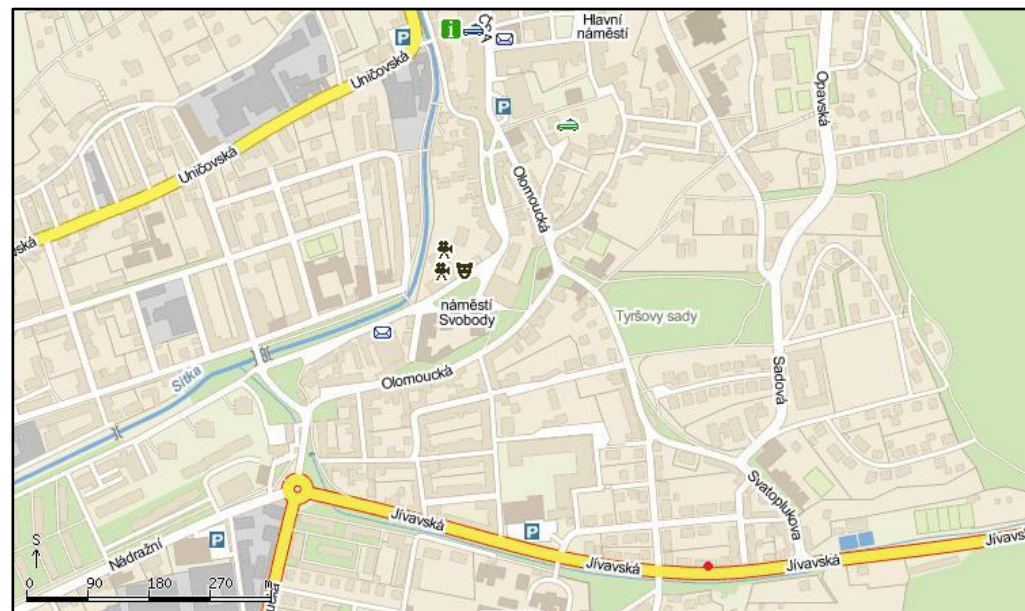 Hlavní
náměstí
i
P
Uničovská
P
Opavská
Uničovská
Olomoucká
vská
náměstí
Svobody
Tyršovy sady
Sitka
Olomoucká
Sadová
Svatoplukova
Jívavská
P
Nádražní
P
Jívavská
Jívavská
Jívavs
S
0 90 180 270 m
ucká